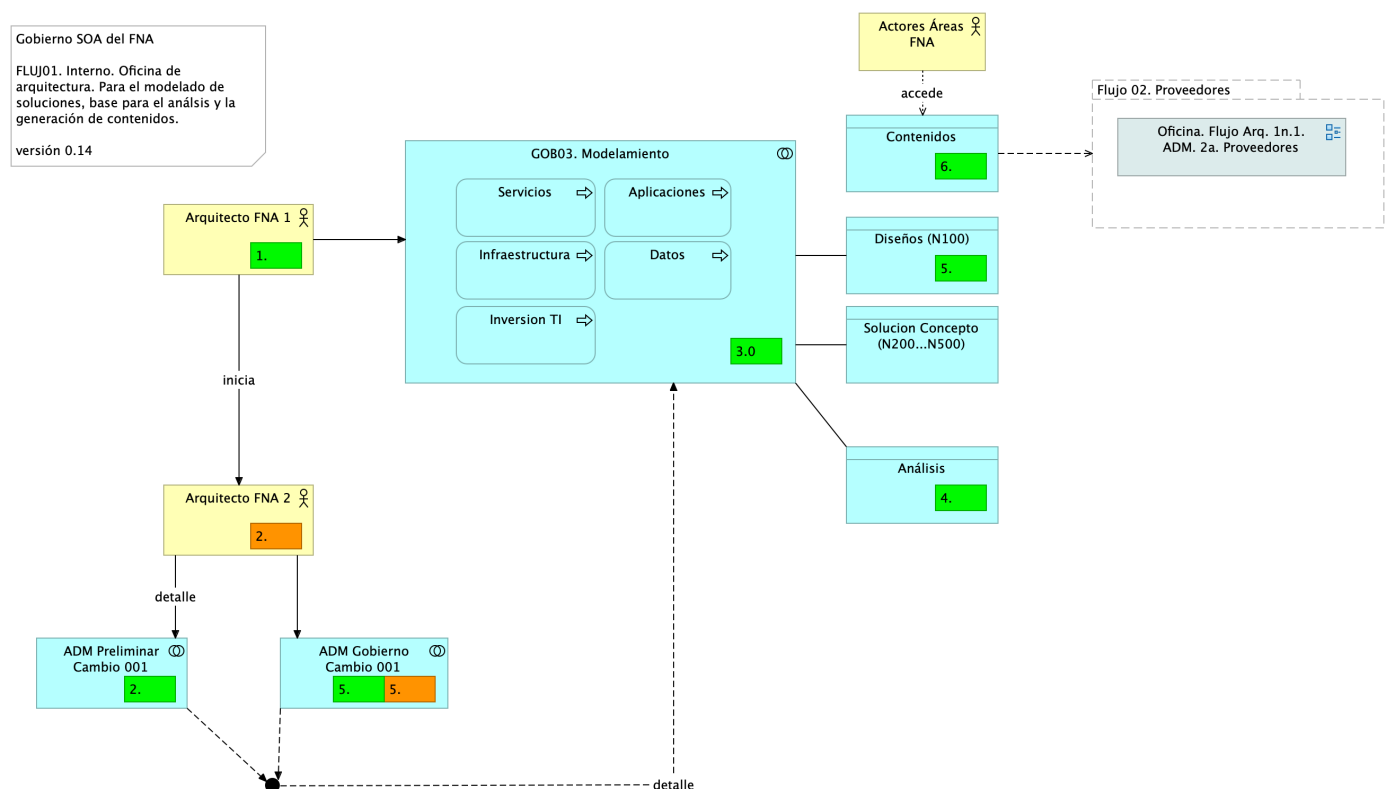 Gobierno SOA del FNA
FLUJ01. Interno. Oficina de
arquitectura. Para el modelado de
soluciones, base para el análsis y la
generación de contenidos.
versión 0.14
Actores Áreas
FNA
accede
Contenidos
6.
Flujo 02. Proveedores
Oficina. Flujo Arq. 1n.1.
ADM. 2a. Proveedores
GOB03. Modelamiento
Servicios
Aplicaciones
Infraestructura
Datos
Inversion TI
3.0
Arquitecto FNA 1
1.
Diseños (N100)
5.
Solucion Concepto
(N200...N500)
Análisis
4.
inicia
Arquitecto FNA 2
2.
detalle
ADM Preliminar
Cambio 001
2.
ADM Gobierno
Cambio 001
5.
5.
detalle